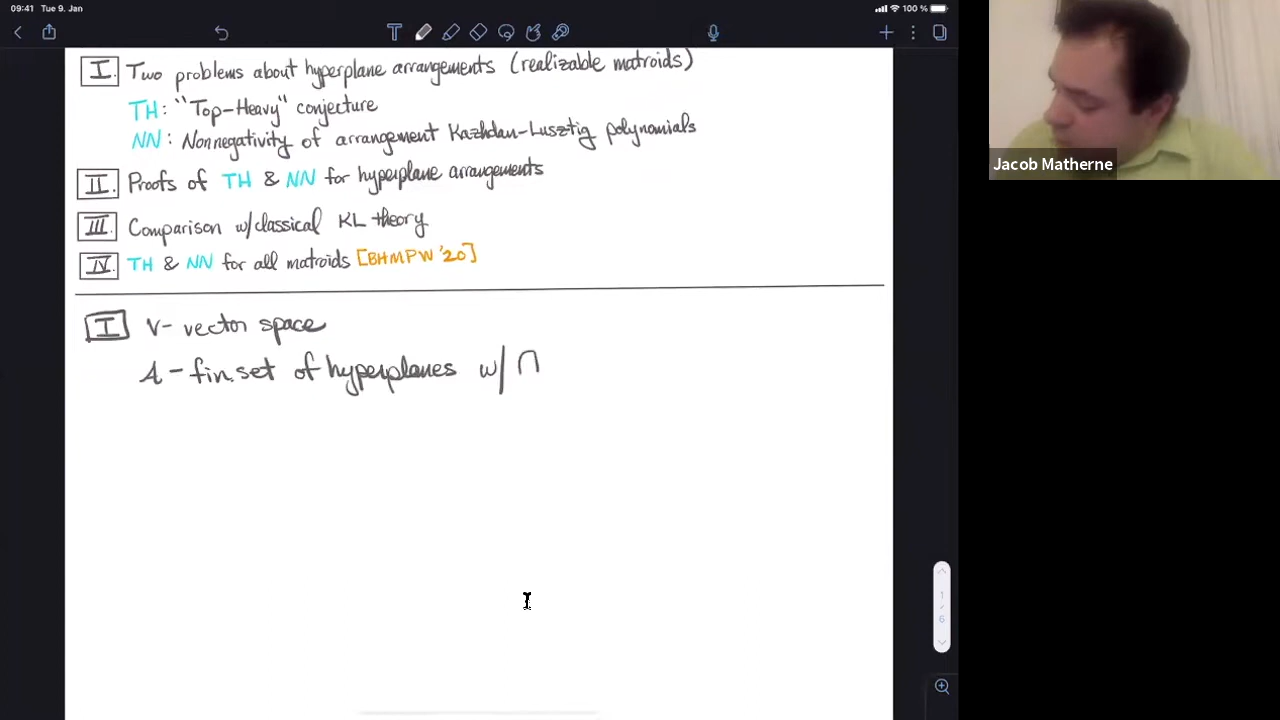 09:41 Tue 9. Jan
100 %
I. Two problems about hyperplane arrangements (realizable matroids)
TH: "Top-Heavy" conjecture
NN: Nonnegativity of arrangement Kazhdan-Lusztig polynomials
II. Proofs of TH & NN for hyperplane arrangements
III. Comparison w/classical KL theory
IV. TH & NN for all matroids [BHMPW '20]
I V- vector space
A - fin. set of hyperplanes w/ ∩
1
/
6
Jacob Matherne